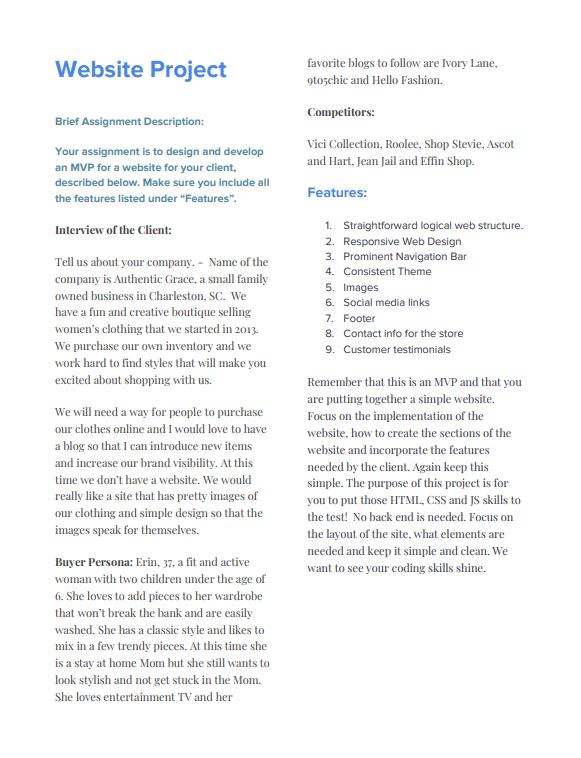 Website Project
Brief Assignment Description:
Your assignment is to design and develop
an MVP for a website for your client,
described below. Make sure you include all
the features listed under “Features”.
Interview of the Client:
Tell us about your company. -  Name of the
company is Authentic Grace, a small family
owned business in Charleston, SC.  We
have a fun and creative boutique selling
women’s clothing that we started in 2013.
We purchase our own inventory and we
work hard to find styles that will make you
excited about shopping with us.
We will need a way for people to purchase
our clothes online and I would love to have
a blog so that I can introduce new items
and increase our brand visibility. At this
time we don’t have a website. We would
really like a site that has pretty images of
our clothing and simple design so that the
images speak for themselves.
Buyer Persona: Erin, 37, a fit and active
woman with two children under the age of
6. She loves to add pieces to her wardrobe
that won’t break the bank and are easily
washed. She has a classic style and likes to
mix in a few trendy pieces. At this time she
is a stay at home Mom but she still wants to
look stylish and not get stuck in the Mom.
She loves entertainment TV and her
favorite blogs to follow are Ivory Lane,
9to5chic and Hello Fashion.
Competitors:
Vici Collection, Roolee, Shop Stevie, Ascot
and Hart, Jean Jail and Effin Shop.
Features:
1. Straightforward logical web structure.
2. Responsive Web Design
3. Prominent Navigation Bar
4. Consistent Theme
5. Images
6. Social media links
7. Footer
8. Contact info for the store
9. Customer testimonials
Remember that this is an MVP and that you
are putting together a simple website.
Focus on the implementation of the
website, how to create the sections of the
website and incorporate the features
needed by the client. Again keep this
simple. The purpose of this project is for
you to put those HTML, CSS and JS skills to
the test!  No back end is needed. Focus on
the layout of the site, what elements are
needed and keep it simple and clean. We
want to see your coding skills shine.